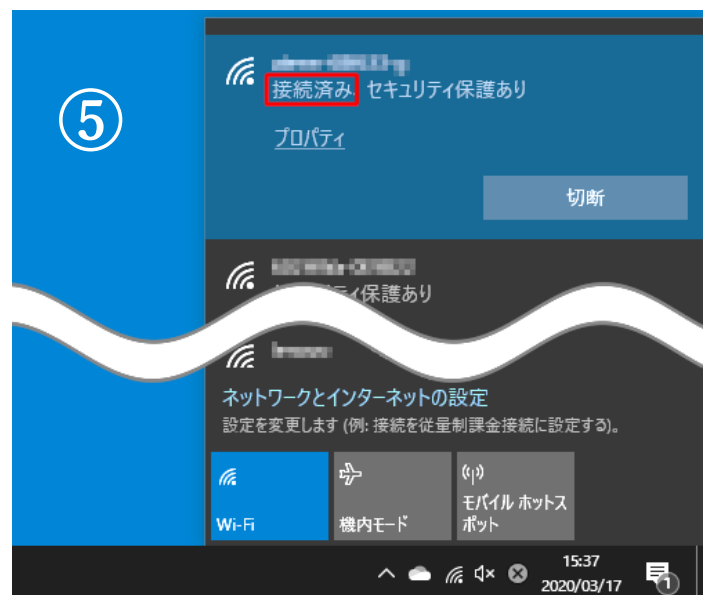 ⑤
接続済み、セキュリティ保護あり
プロパティ
切断
ティ保護あり
ネットワークとインターネットの設定
設定を変更します (例: 接続を従量制課金接続に設定する)。
Wi-Fi
機内モード
モバイル ホットス
ポット
15:37
2020/03/17
1